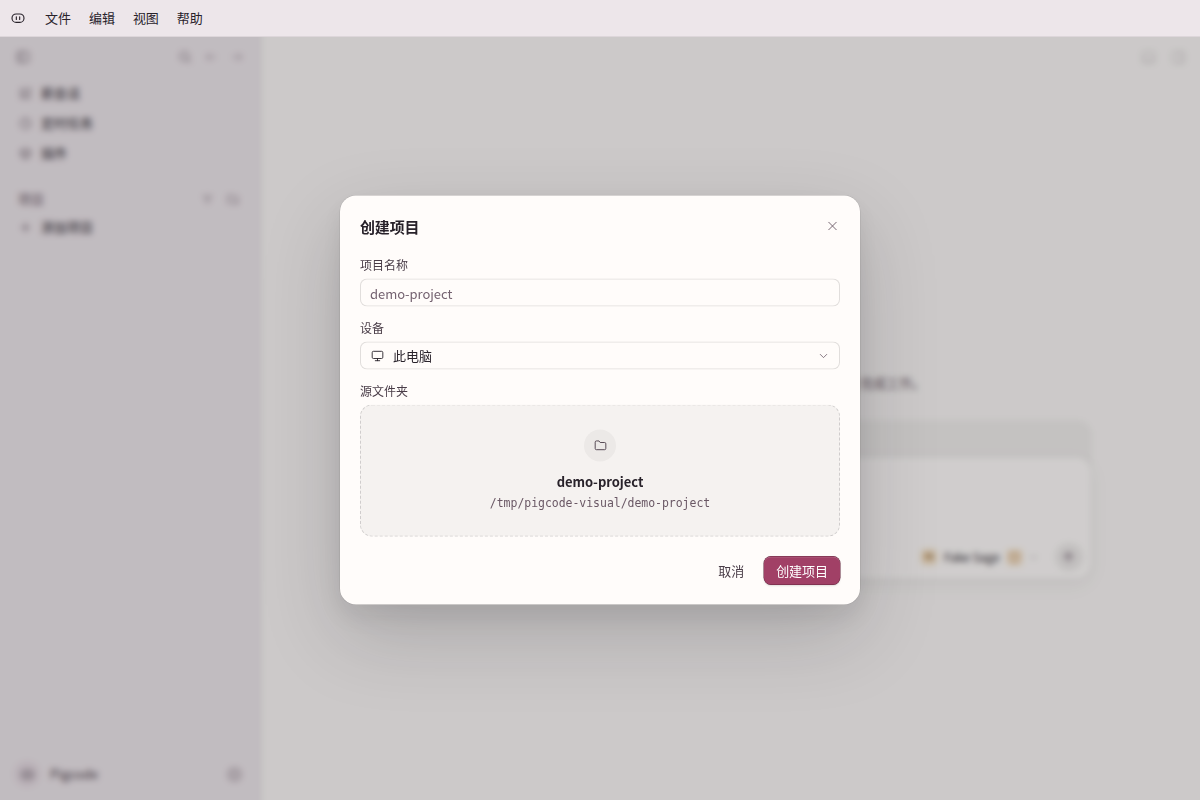 文件 编辑 视图 帮助
创建项目
项目名称
demo-project
设备
此电脑
源文件夹
demo-project
/tmp/pigcode-visual/demo-project
取消 创建项目
Pigcode